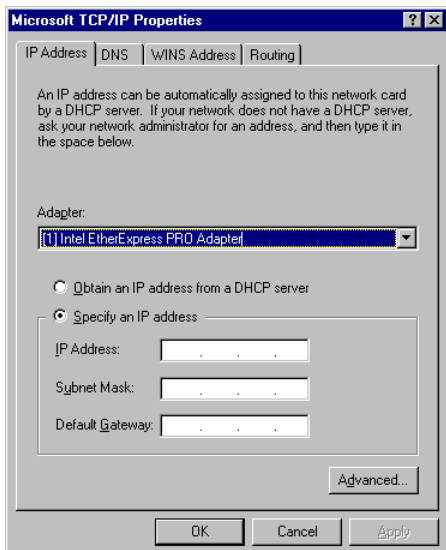 Microsoft TCP/IP Properties
? X
IP Address DNS WINS Address Routing
An IP address can be automatically assigned to this network card
by a DHCP server. If your network does not have a DHCP server,
ask your network administrator for an address, and then type it in
the space below.
Adapter:
[1] Intel EtherExpress PRO Adapter
Obtain an IP address from a DHCP server
Specify an IP address
IP Address: . . .
Subnet Mask: . . .
Default Gateway: . . .
Advanced...
OK Cancel Apply